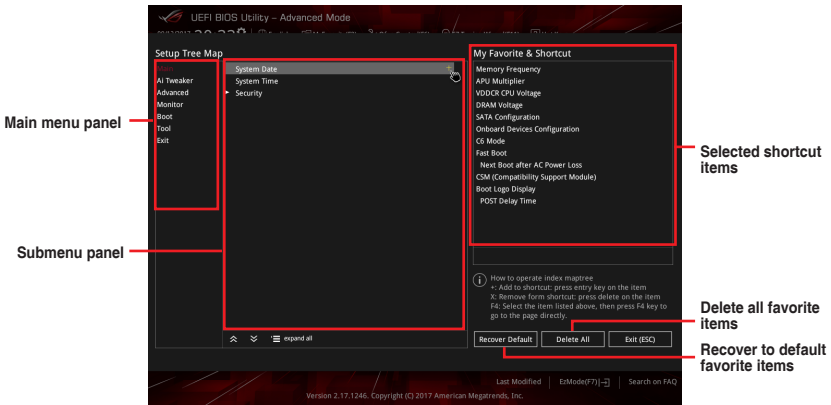 UEFI BIOS Utility – Advanced Mode
Setup Tree Map
My Favorite & Shortcut
Main
Ai Tweaker
Advanced
Monitor
Boot
Tool
Exit
System Date
System Time
Security
Memory Frequency
APU Multiplier
VDDCR CPU Voltage
DRAM Voltage
SATA Configuration
Onboard Devices Configuration
C6 Mode
Fast Boot
Next Boot after AC Power Loss
CSM (Compatibility Support Module)
Boot Logo Display
POST Delay Time
How to operate index maptree
+: Add to shortcut: press entry key on the item
X: Remove form shortcut: press delete on the item
F4: Select the item listed above, then press F4 key to
go to the page directly.
expand all
Recover Default
Delete All
Exit (ESC)
Last Modified
EzMode(F7)
Search on FAQ
Version 2.17.1246. Copyright (C) 2017 American Megatrends, Inc.
Main menu panel
Submenu panel
Selected shortcut
items
Delete all favorite
items
Recover to default
favorite items